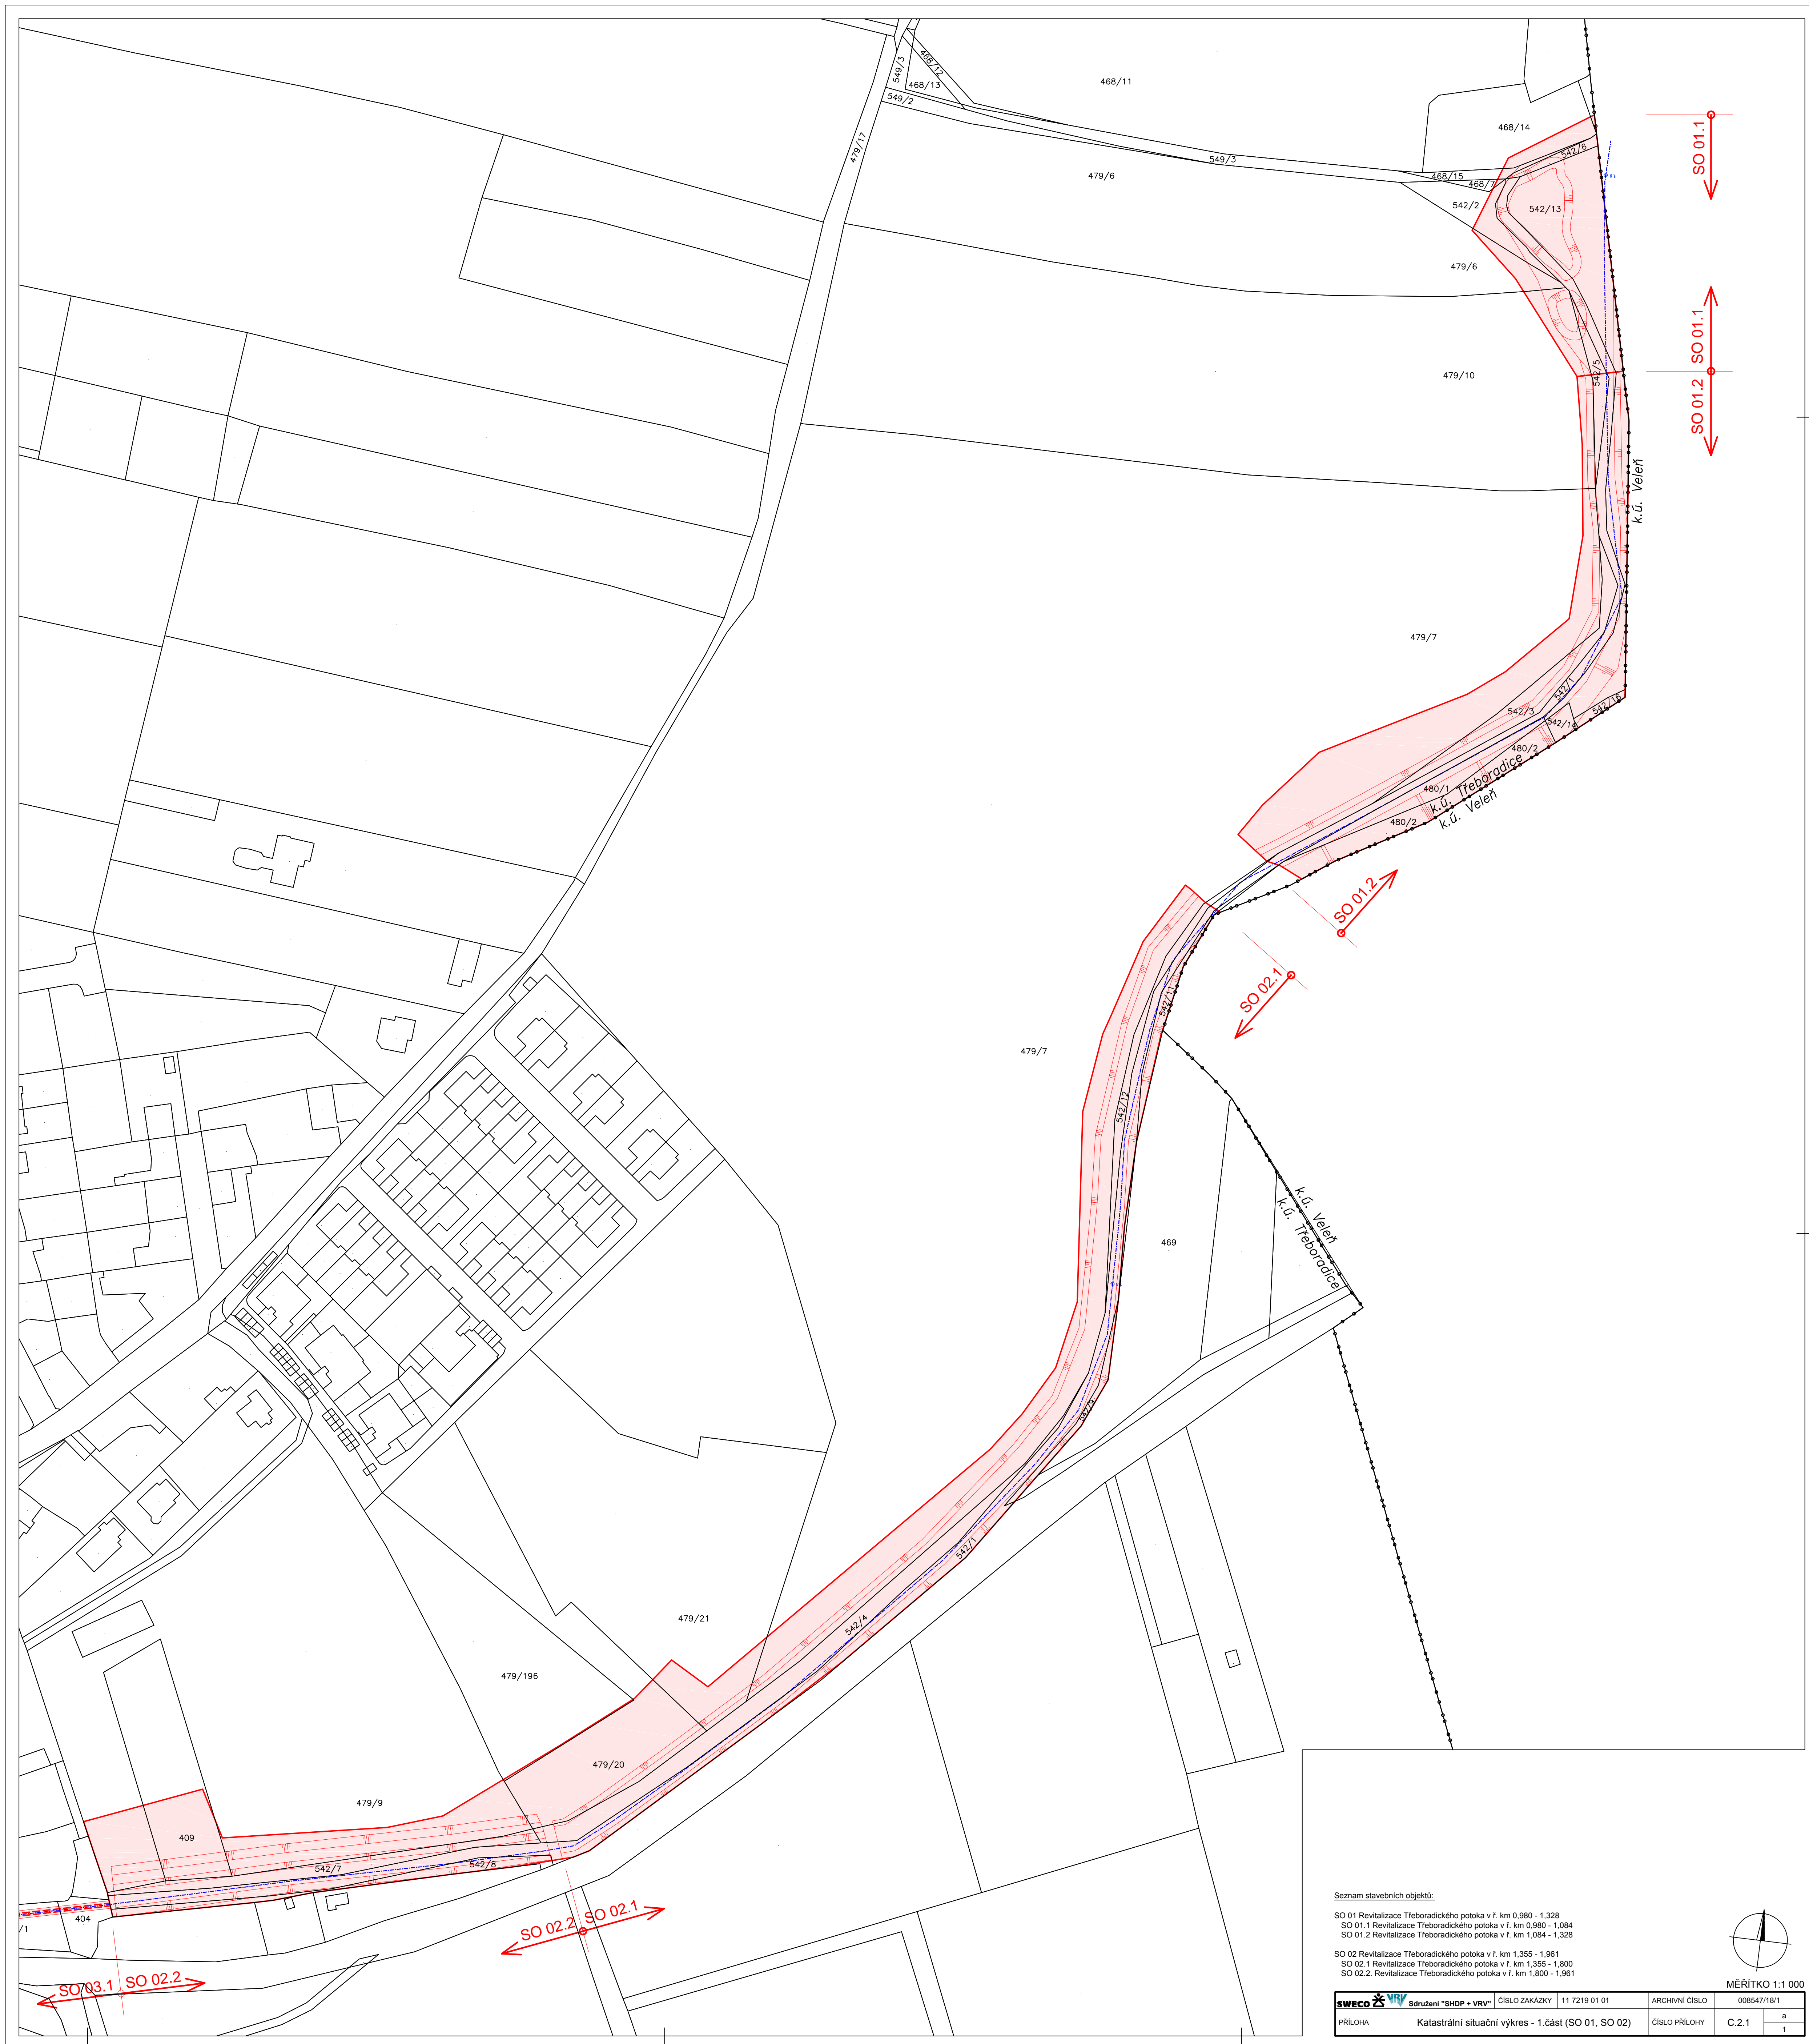 549/3
468/12
468/13
549/2
468/11
479/17
549/3
479/6
468/14
542/6
468/15
468/7
542/2
542/13
SO 01.1
479/6
479/10
542/5
SO 01.1
SO 01.2
k.ú. Veleň
479/7
542/1
542/3
542/16
542/14
480/2
480/1
k.ú. Třeboradice
k.ú. Veleň
480/2
SO 01.2
SO 02.1
542/11
479/7
542/12
469
k.ú. Veleň
k.ú. Třeboradice
542/9
542/1
479/21
542/4
479/196
479/20
479/9
409
542/7
542/8
404
/1
SO 02.2
SO 02.1
SO 03.1
SO 02.2
Seznam stavebních objektů:
SO 01 Revitalizace Třeboradického potoka v ř. km 0,980 - 1,328
SO 01.1 Revitalizace Třeboradického potoka v ř. km 0,980 - 1,084
SO 01.2 Revitalizace Třeboradického potoka v ř. km 1,084 - 1,328
SO 02 Revitalizace Třeboradického potoka v ř. km 1,355 - 1,961
SO 02.1 Revitalizace Třeboradického potoka v ř. km 1,355 - 1,800
SO 02.2. Revitalizace Třeboradického potoka v ř. km 1,800 - 1,961
MĚŘÍTKO 1:1 000
SWECO VRV Sdružení "SHDP + VRV" ČÍSLO ZAKÁZKY 11 7219 01 01 ARCHIVNÍ ČÍSLO 008547/18/1
PŘÍLOHA Katastrální situační výkres - 1.část (SO 01, SO 02) ČÍSLO PŘÍLOHY C.2.1 a
1